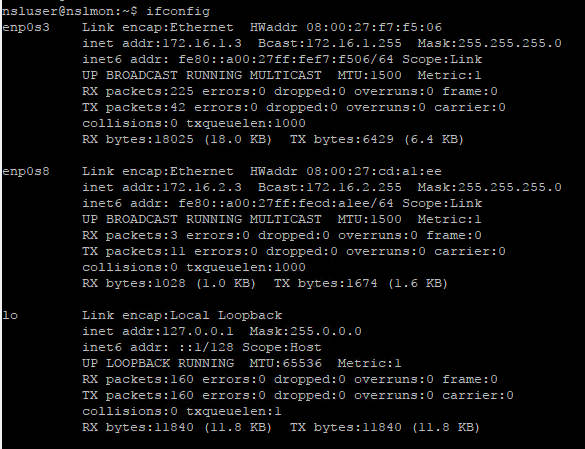 nsluser@nslmon:~$ ifconfig
enp0s3    Link encap:Ethernet  HWaddr 08:00:27:f7:f5:06
          inet addr:172.16.1.3  Bcast:172.16.1.255  Mask:255.255.255.0
          inet6 addr: fe80::a00:27ff:fef7:f506/64 Scope:Link
          UP BROADCAST RUNNING MULTICAST  MTU:1500  Metric:1
          RX packets:225 errors:0 dropped:0 overruns:0 frame:0
          TX packets:42 errors:0 dropped:0 overruns:0 carrier:0
          collisions:0 txqueuelen:1000
          RX bytes:18025 (18.0 KB)  TX bytes:6429 (6.4 KB)

enp0s8    Link encap:Ethernet  HWaddr 08:00:27:cd:a1:ee
          inet addr:172.16.2.3  Bcast:172.16.2.255  Mask:255.255.255.0
          inet6 addr: fe80::a00:27ff:fecd:a1ee/64 Scope:Link
          UP BROADCAST RUNNING MULTICAST  MTU:1500  Metric:1
          RX packets:3 errors:0 dropped:0 overruns:0 frame:0
          TX packets:11 errors:0 dropped:0 overruns:0 carrier:0
          collisions:0 txqueuelen:1000
          RX bytes:1028 (1.0 KB)  TX bytes:1674 (1.6 KB)

lo        Link encap:Local Loopback
          inet addr:127.0.0.1  Mask:255.0.0.0
          inet6 addr: ::1/128 Scope:Host
          UP LOOPBACK RUNNING  MTU:65536  Metric:1
          RX packets:160 errors:0 dropped:0 overruns:0 frame:0
          TX packets:160 errors:0 dropped:0 overruns:0 carrier:0
          collisions:0 txqueuelen:1
          RX bytes:11840 (11.8 KB)  TX bytes:11840 (11.8 KB)